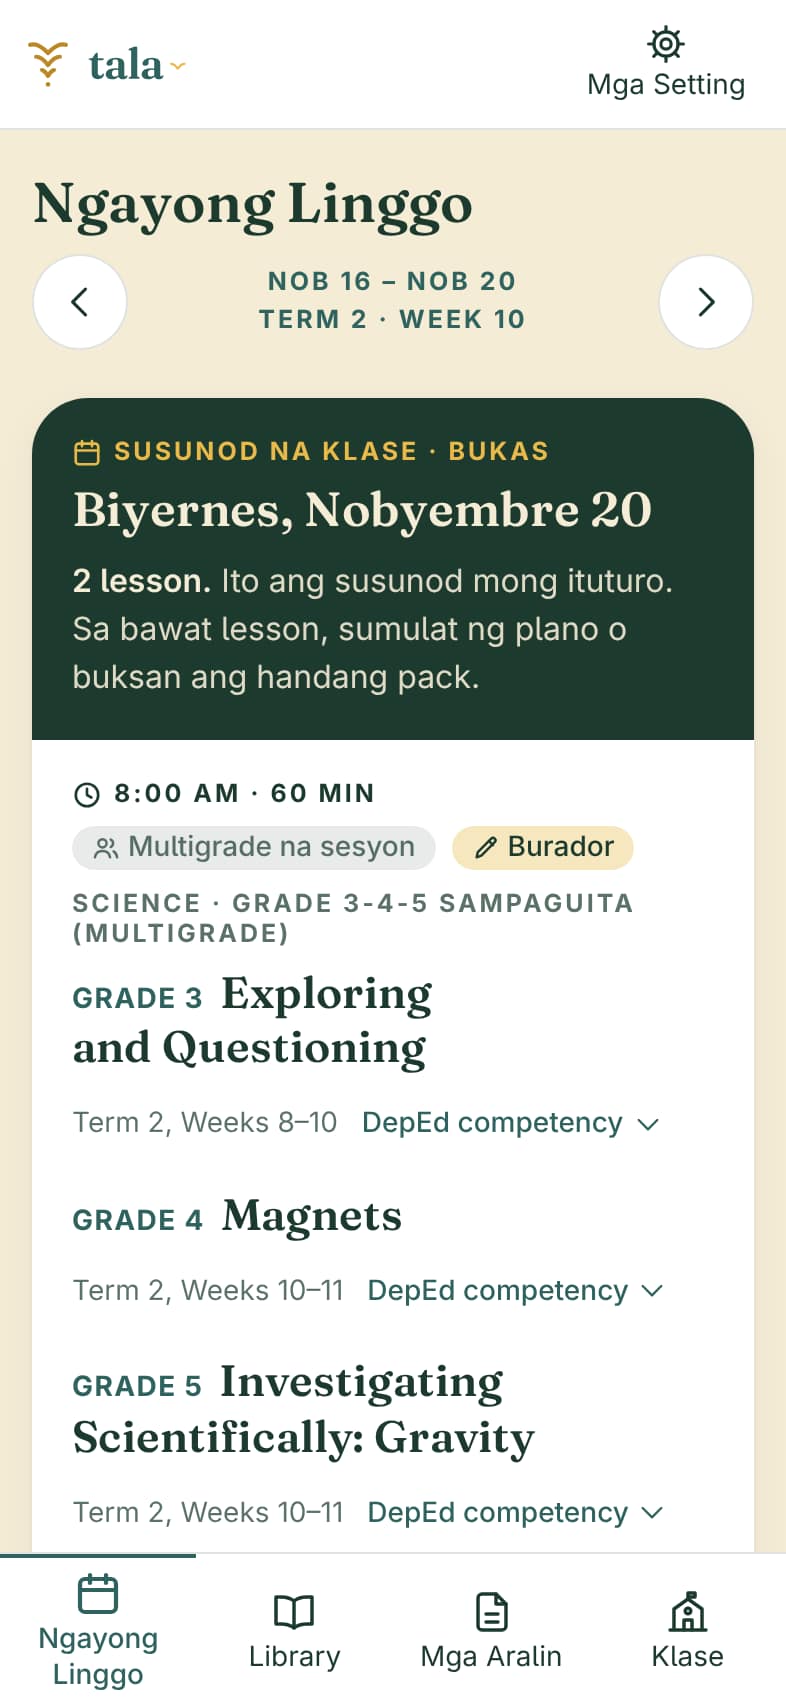 tala
Mga Setting
Ngayong Linggo
NOB 16 – NOB 20
TERM 2 · WEEK 10
SUSUNOD NA KLASE · BUKAS
Biyernes, Nobyembre 20
2 lesson. Ito ang susunod mong ituturo.
Sa bawat lesson, sumulat ng plano o
buksan ang handang pack.
8:00 AM · 60 MIN
Multigrade na sesyon
Burador
SCIENCE · GRADE 3-4-5 SAMPAGUITA
(MULTIGRADE)
GRADE 3 Exploring
and Questioning
Term 2, Weeks 8–10 DepEd competency
GRADE 4 Magnets
Term 2, Weeks 10–11 DepEd competency
GRADE 5 Investigating
Scientifically: Gravity
Term 2, Weeks 10–11 DepEd competency
Ngayong
Linggo
Library
Mga Aralin
Klase